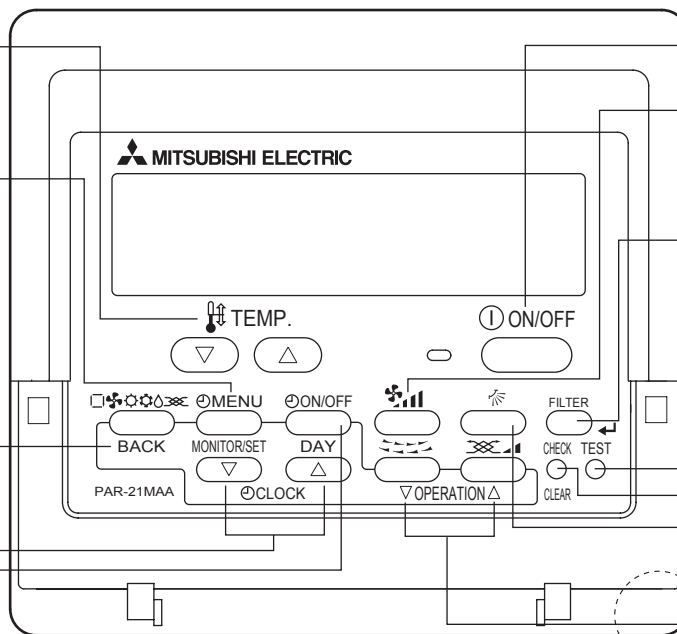 MITSUBISHI ELECTRIC
TEMP.
ON/OFF
MENU
ON/OFF
FILTER
BACK
MONITOR/SET
DAY
CHECK
TEST
PAR-21MAA
CLOCK
OPERATION
CLEAR